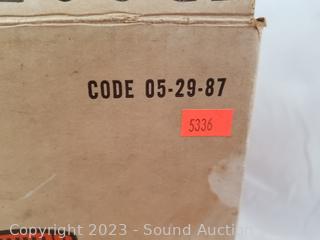 CODE 05-29-87
5336
Copyright 2023 - Sound Auction